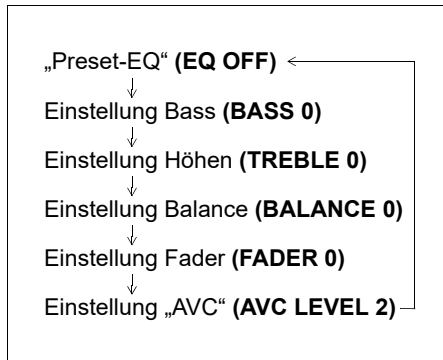 „Preset-EQ“ (EQ OFF)
Einstellung Bass (BASS 0)
Einstellung Höhen (TREBLE 0)
Einstellung Balance (BALANCE 0)
Einstellung Fader (FADER 0)
Einstellung „AVC“ (AVC LEVEL 2)